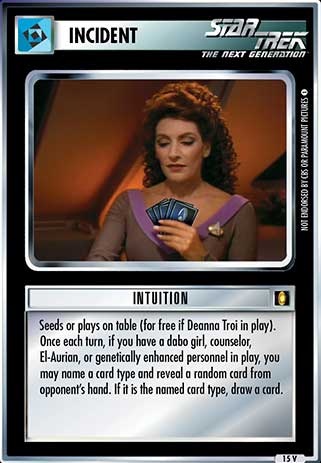 INCIDENT
STAR TREK
THE NEXT GENERATION
NOT ENDORSED BY CBS OR PARAMOUNT PICTURES
INTUITION
Seeds or plays on table (for free if Deanna Troi in play).
Once each turn, if you have a dabo girl, counselor,
El-Aurian, or genetically enhanced personnel in play, you
may name a card type and reveal a random card from
opponent's hand. If it is the named card type, draw a card.
15 V